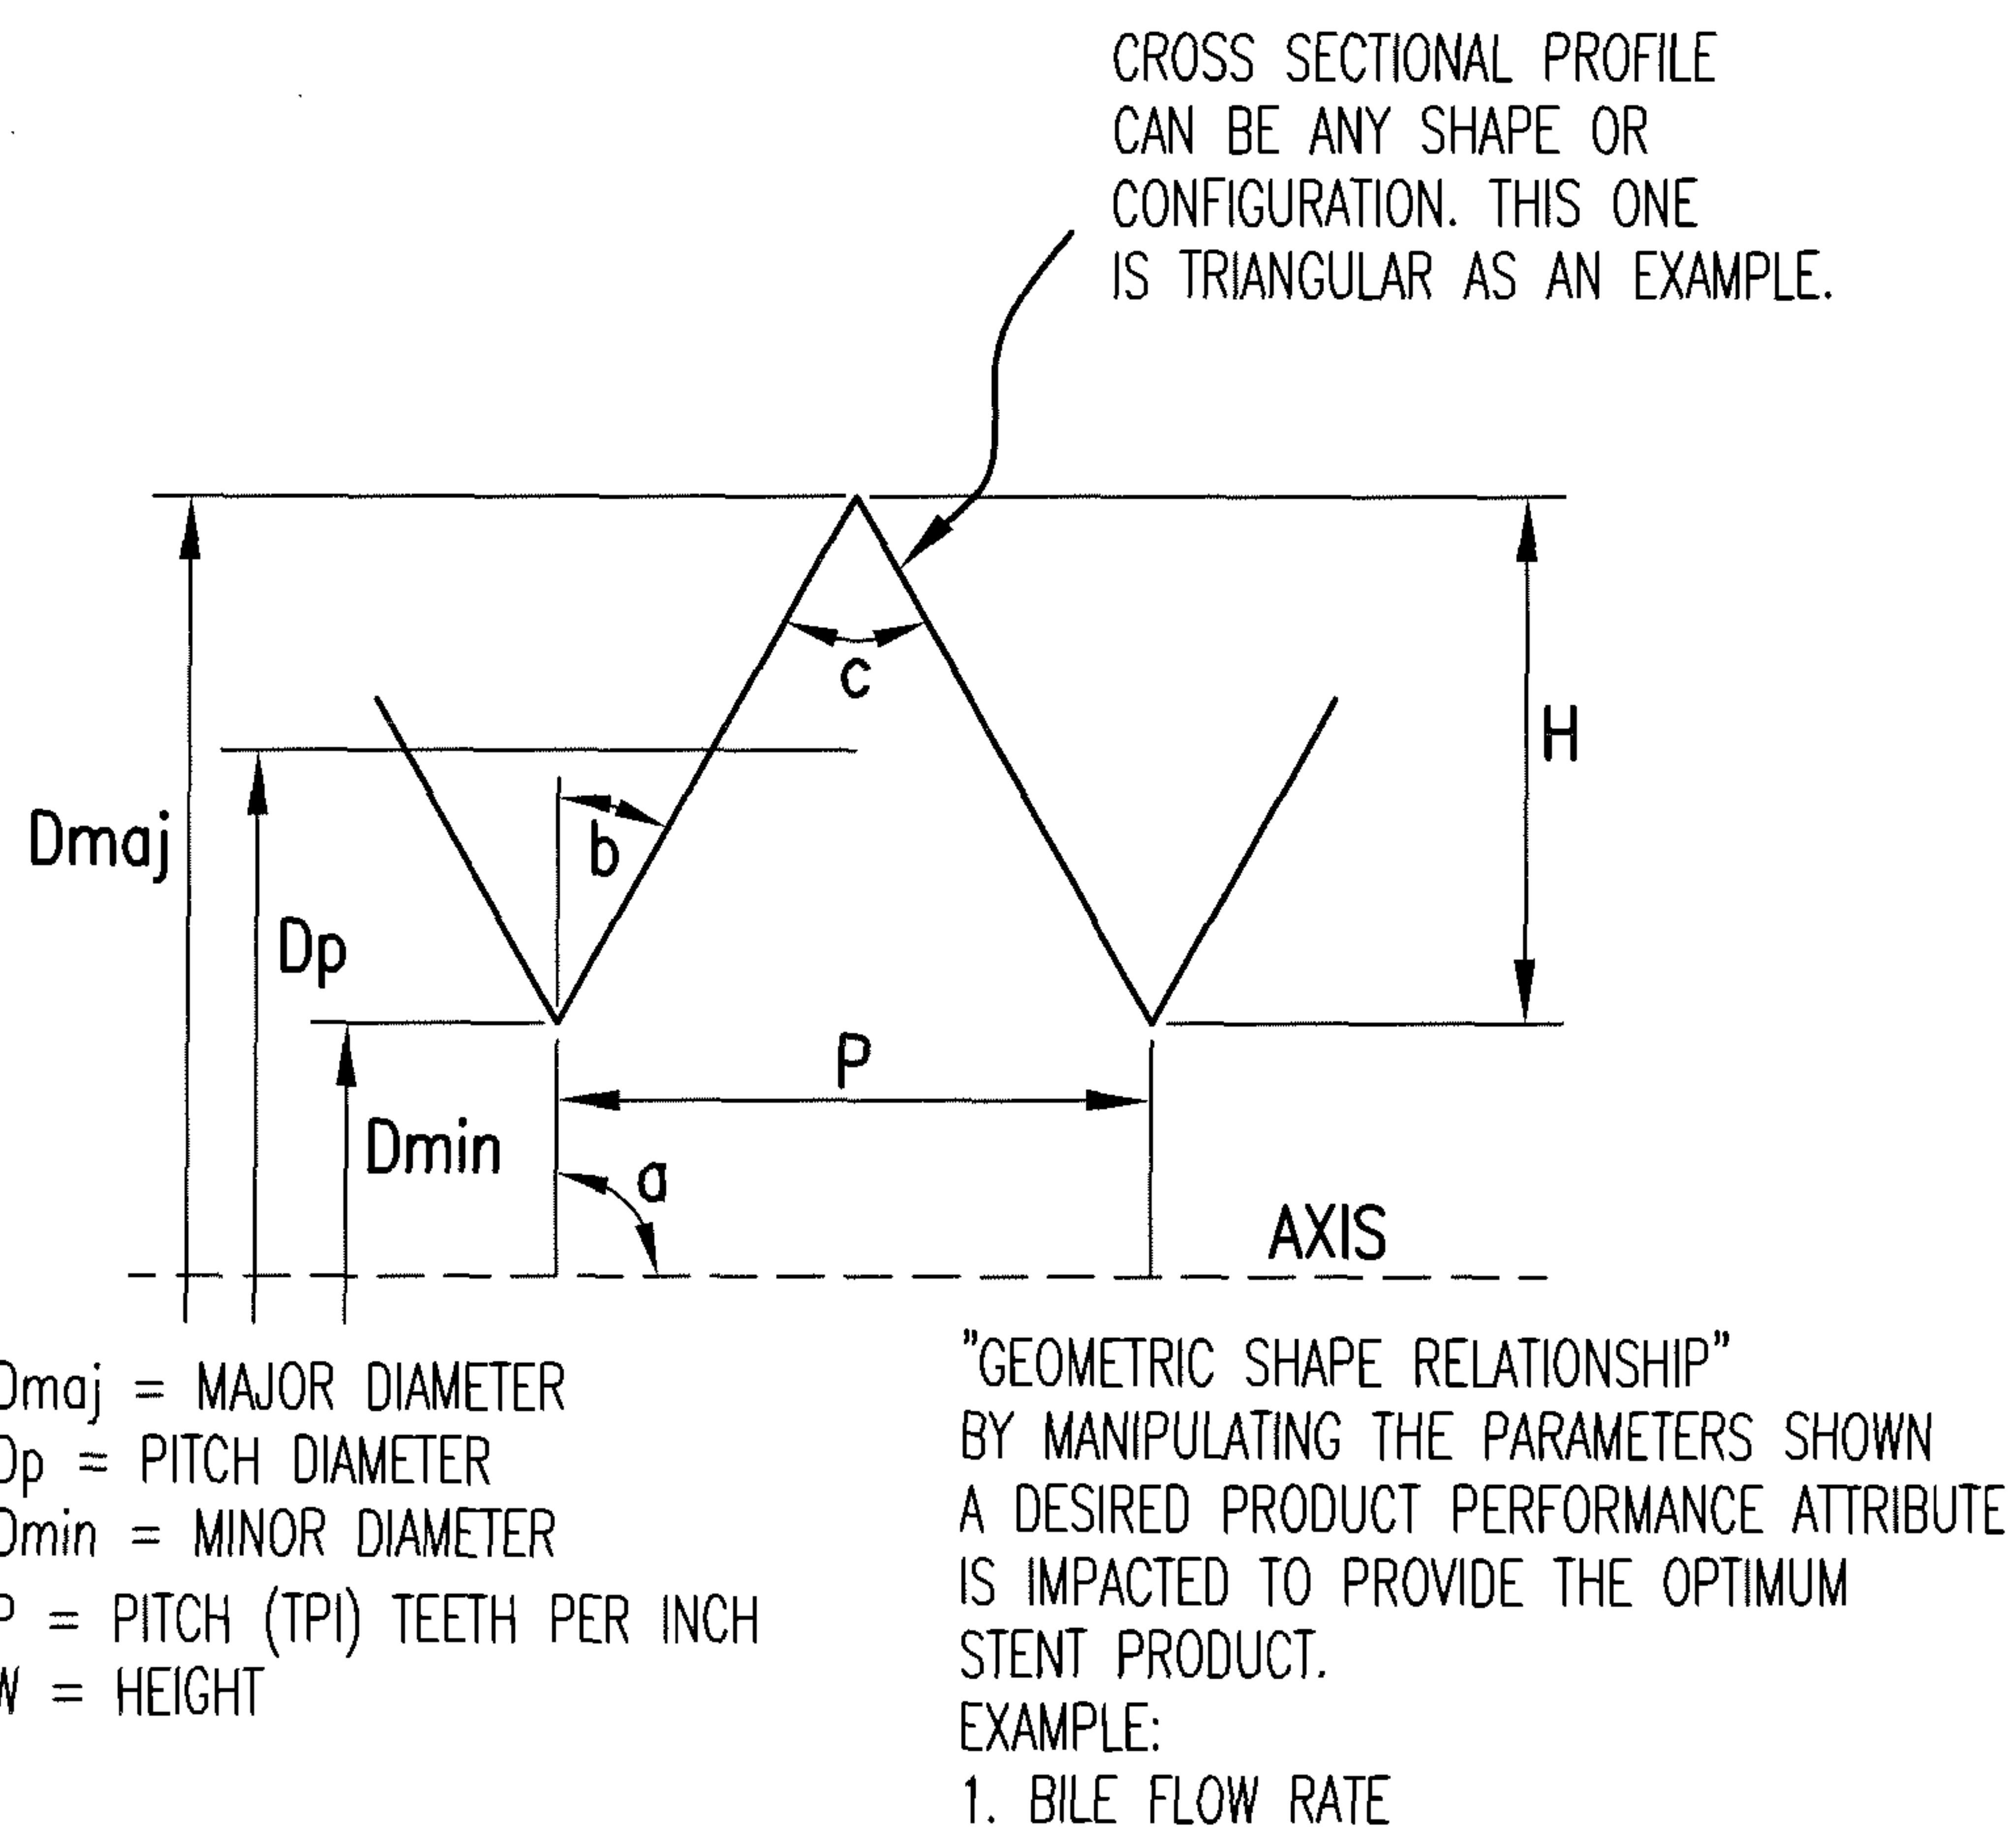 CROSS SECTIONAL PROFILE
CAN BE ANY SHAPE OR
CONFIGURATION. THIS ONE
IS TRIANGULAR AS AN EXAMPLE.
c
H
Dmaj
b
Dp
P
Dmin
a
AXIS
Dmaj = MAJOR DIAMETER
Dp = PITCH DIAMETER
Dmin = MINOR DIAMETER
P = PITCH (TPI) TEETH PER INCH
W = HEIGHT
"GEOMETRIC SHAPE RELATIONSHIP"
BY MANIPULATING THE PARAMETERS SHOWN
A DESIRED PRODUCT PERFORMANCE ATTRIBUTE
IS IMPACTED TO PROVIDE THE OPTIMUM
STENT PRODUCT.
EXAMPLE:
1. BILE FLOW RATE